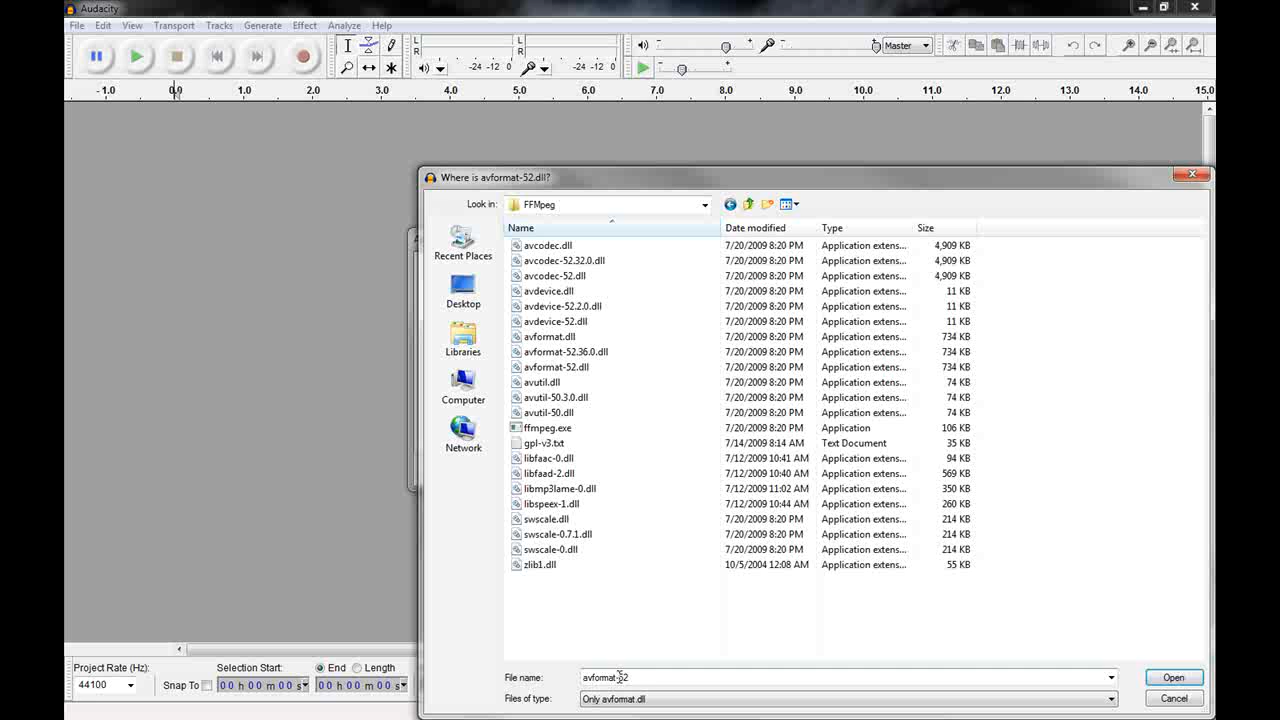 Audacity
File Edit View Transport Tracks Generate Effect Analyze Help
L
R
-24 -12 0
L
R
-24 -12 0
Master
- 1.0 0.0 1.0 2.0 3.0 4.0 5.0 6.0 7.0 8.0 9.0 10.0 11.0 12.0 13.0 14.0 15.0
Where is avformat-52.dll?
Look in: FFMpeg
Name Date modified Type Size
avcodec.dll 7/20/2009 8:20 PM Application extens... 4,909 KB
avcodec-52.32.0.dll 7/20/2009 8:20 PM Application extens... 4,909 KB
avcodec-52.dll 7/20/2009 8:20 PM Application extens... 4,909 KB
avdevice.dll 7/20/2009 8:20 PM Application extens... 11 KB
avdevice-52.2.0.dll 7/20/2009 8:20 PM Application extens... 11 KB
avdevice-52.dll 7/20/2009 8:20 PM Application extens... 11 KB
avformat.dll 7/20/2009 8:20 PM Application extens... 734 KB
avformat-52.36.0.dll 7/20/2009 8:20 PM Application extens... 734 KB
avformat-52.dll 7/20/2009 8:20 PM Application extens... 734 KB
avutil.dll 7/20/2009 8:20 PM Application extens... 74 KB
avutil-50.3.0.dll 7/20/2009 8:20 PM Application extens... 74 KB
avutil-50.dll 7/20/2009 8:20 PM Application extens... 74 KB
ffmpeg.exe 7/20/2009 8:20 PM Application 106 KB
gpl-v3.txt 7/14/2009 8:14 AM Text Document 35 KB
libfaac-0.dll 7/12/2009 10:41 AM Application extens... 94 KB
libfaad-2.dll 7/12/2009 10:40 AM Application extens... 569 KB
libmp3lame-0.dll 7/12/2009 11:02 AM Application extens... 350 KB
libspeex-1.dll 7/12/2009 10:44 AM Application extens... 260 KB
swscale.dll 7/20/2009 8:20 PM Application extens... 214 KB
swscale-0.7.1.dll 7/20/2009 8:20 PM Application extens... 214 KB
swscale-0.dll 7/20/2009 8:20 PM Application extens... 214 KB
zlib1.dll 10/5/2004 12:08 AM Application extens... 55 KB
Recent Places
Desktop
Libraries
Computer
Network
File name: avformat-52 Open
Files of type: Only avformat.dll Cancel
Project Rate (Hz): Selection Start: End Length
44100 Snap To 00 h 00 m 00 s 00 h 00 m 00 s